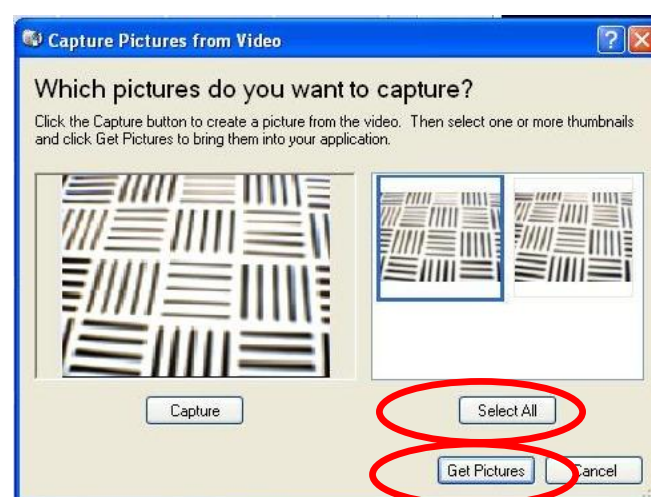 Capture Pictures from Video
Which pictures do you want to capture?
Click the Capture button to create a picture from the video. Then select one or more thumbnails
and click Get Pictures to bring them into your application.
Capture
Select All
Get Pictures
Cancel